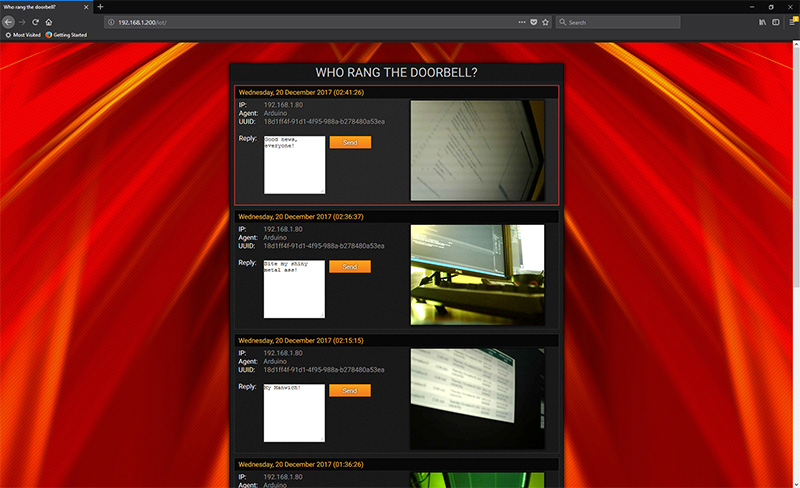 Who rang the doorbell?
192.168.1.200/iot/
Search
Most Visited
Getting Started
WHO RANG THE DOORBELL?
Wednesday, 20 December 2017 (02:41:26)
IP: 192.168.1.80
Agent: Arduino
UUID: 18d1ff4f-91d1-4f95-988a-b278480a53ea
Reply: Good news,
everyone!
Send
Wednesday, 20 December 2017 (02:36:37)
IP: 192.168.1.80
Agent: Arduino
UUID: 18d1ff4f-91d1-4f95-988a-b278480a53ea
Reply: Bite my shiny
metal ass!
Send
Wednesday, 20 December 2017 (02:15:15)
IP: 192.168.1.80
Agent: Arduino
UUID: 18d1ff4f-91d1-4f95-988a-b278480a53ea
Reply: My Manwich!
Send
Wednesday, 20 December 2017 (01:36:26)
IP: 192.168.1.80
Agent: Arduino